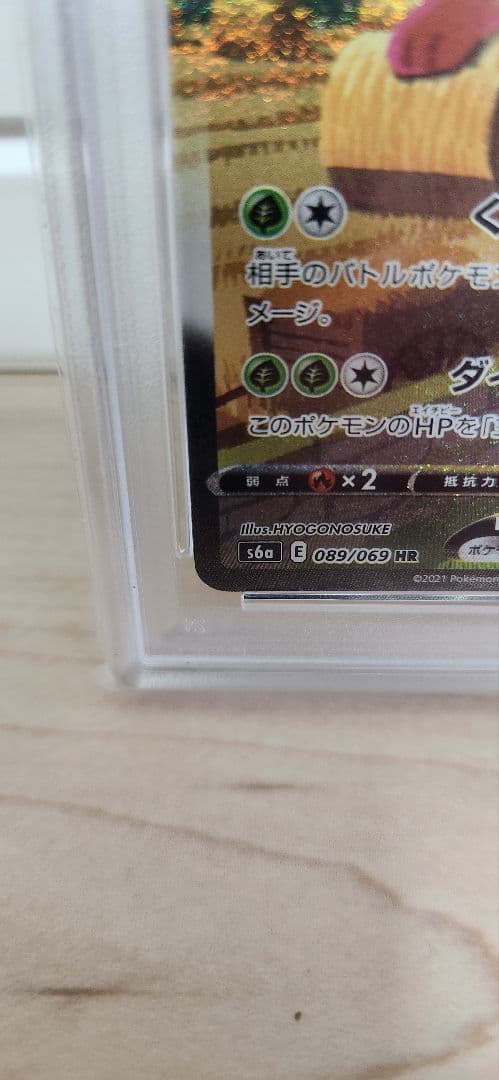 相手のバトルポケモン
メージ。
ダ
このポケモンのHPを「
弱点 ×2 抵抗力
Illus.HYOGONOSUKE
s6a E 089/069 HR
ポケ
©2021 Pokémon